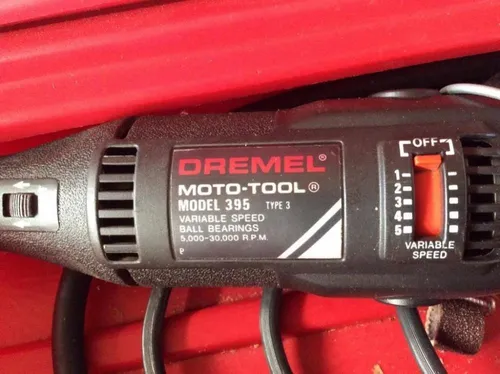 DREMEL®
MOTO-TOOL®
MODEL 395 TYPE 3
VARIABLE SPEED
BALL BEARINGS
5,000-30,000 R.P.M.
P
OFF
1
2
3
4
5
VARIABLE
SPEED